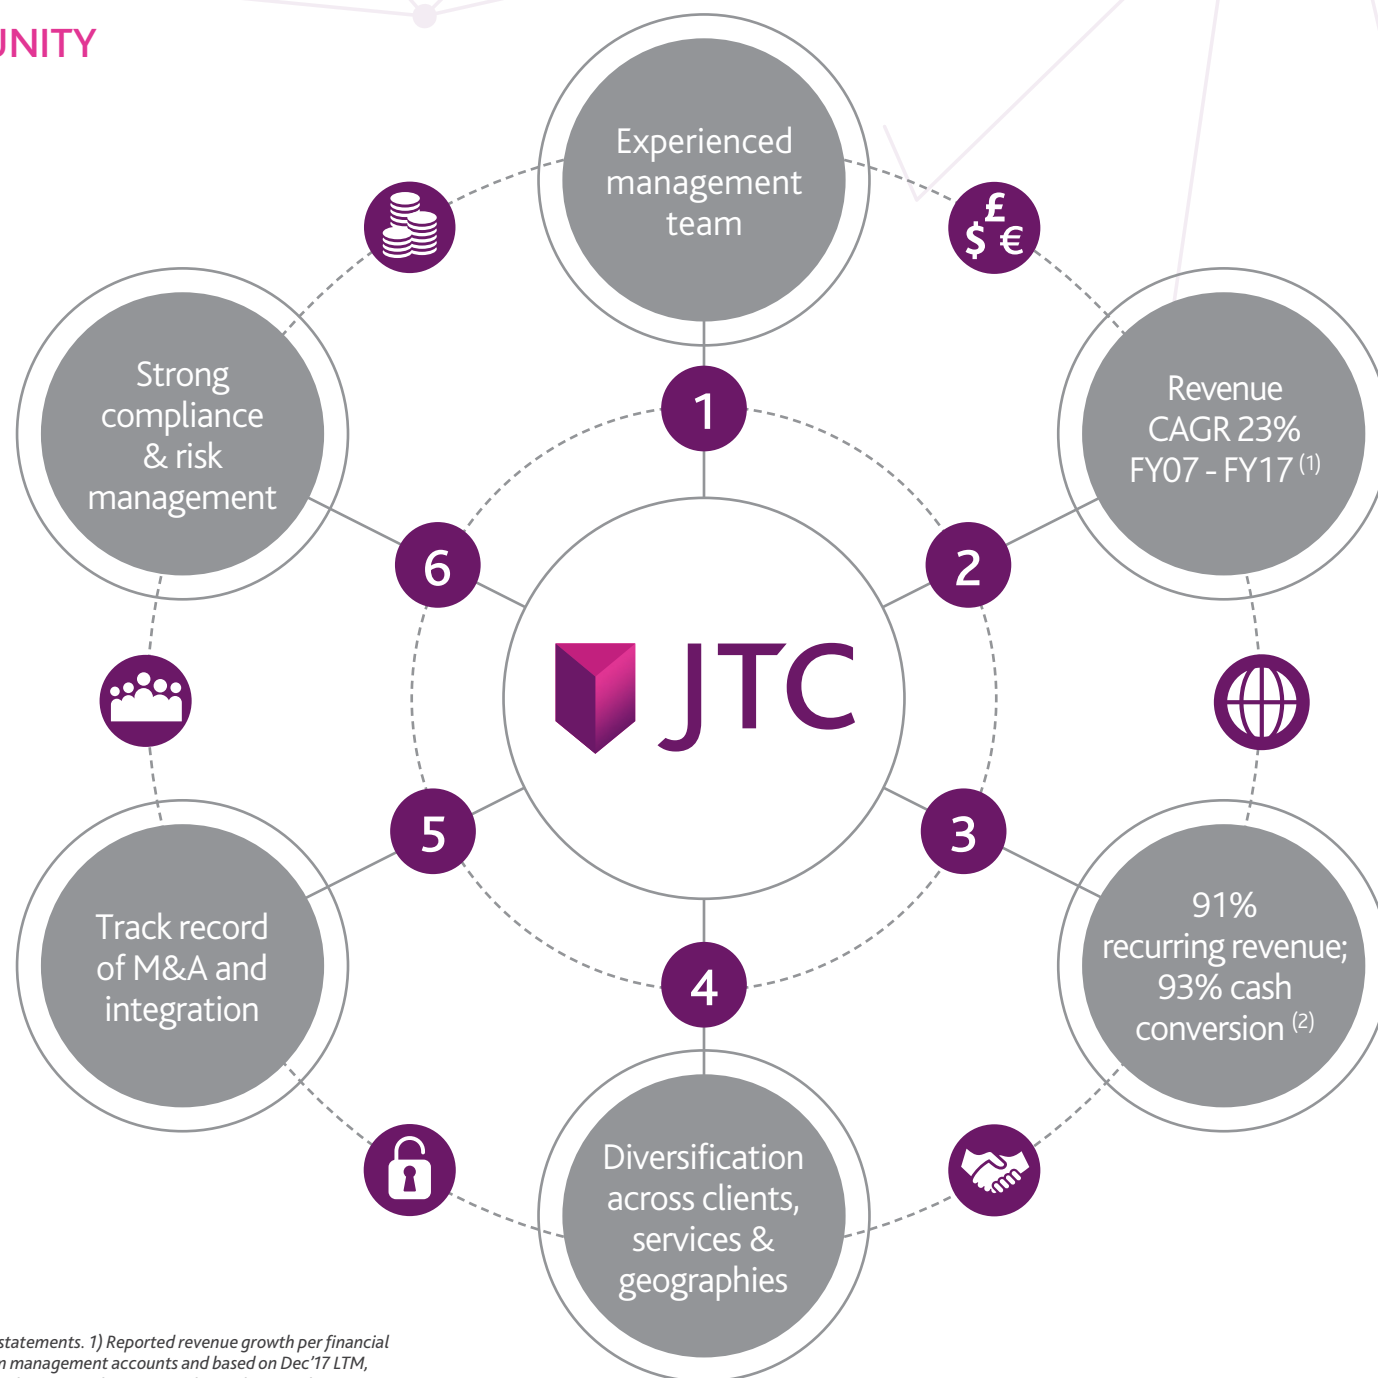 UNITY
Experienced
management
team
£
$ €
Strong
compliance
& risk
management
Revenue
CAGR 23%
FY07 - FY17 (1)
1
6
2
JTC
5
3
4
Track record
of M&A and
integration
91%
recurring revenue;
93% cash
conversion (2)
Diversification
across clients,
services &
geographies
statements. 1) Reported revenue growth per financial
management accounts and based on Dec'17 LTM,